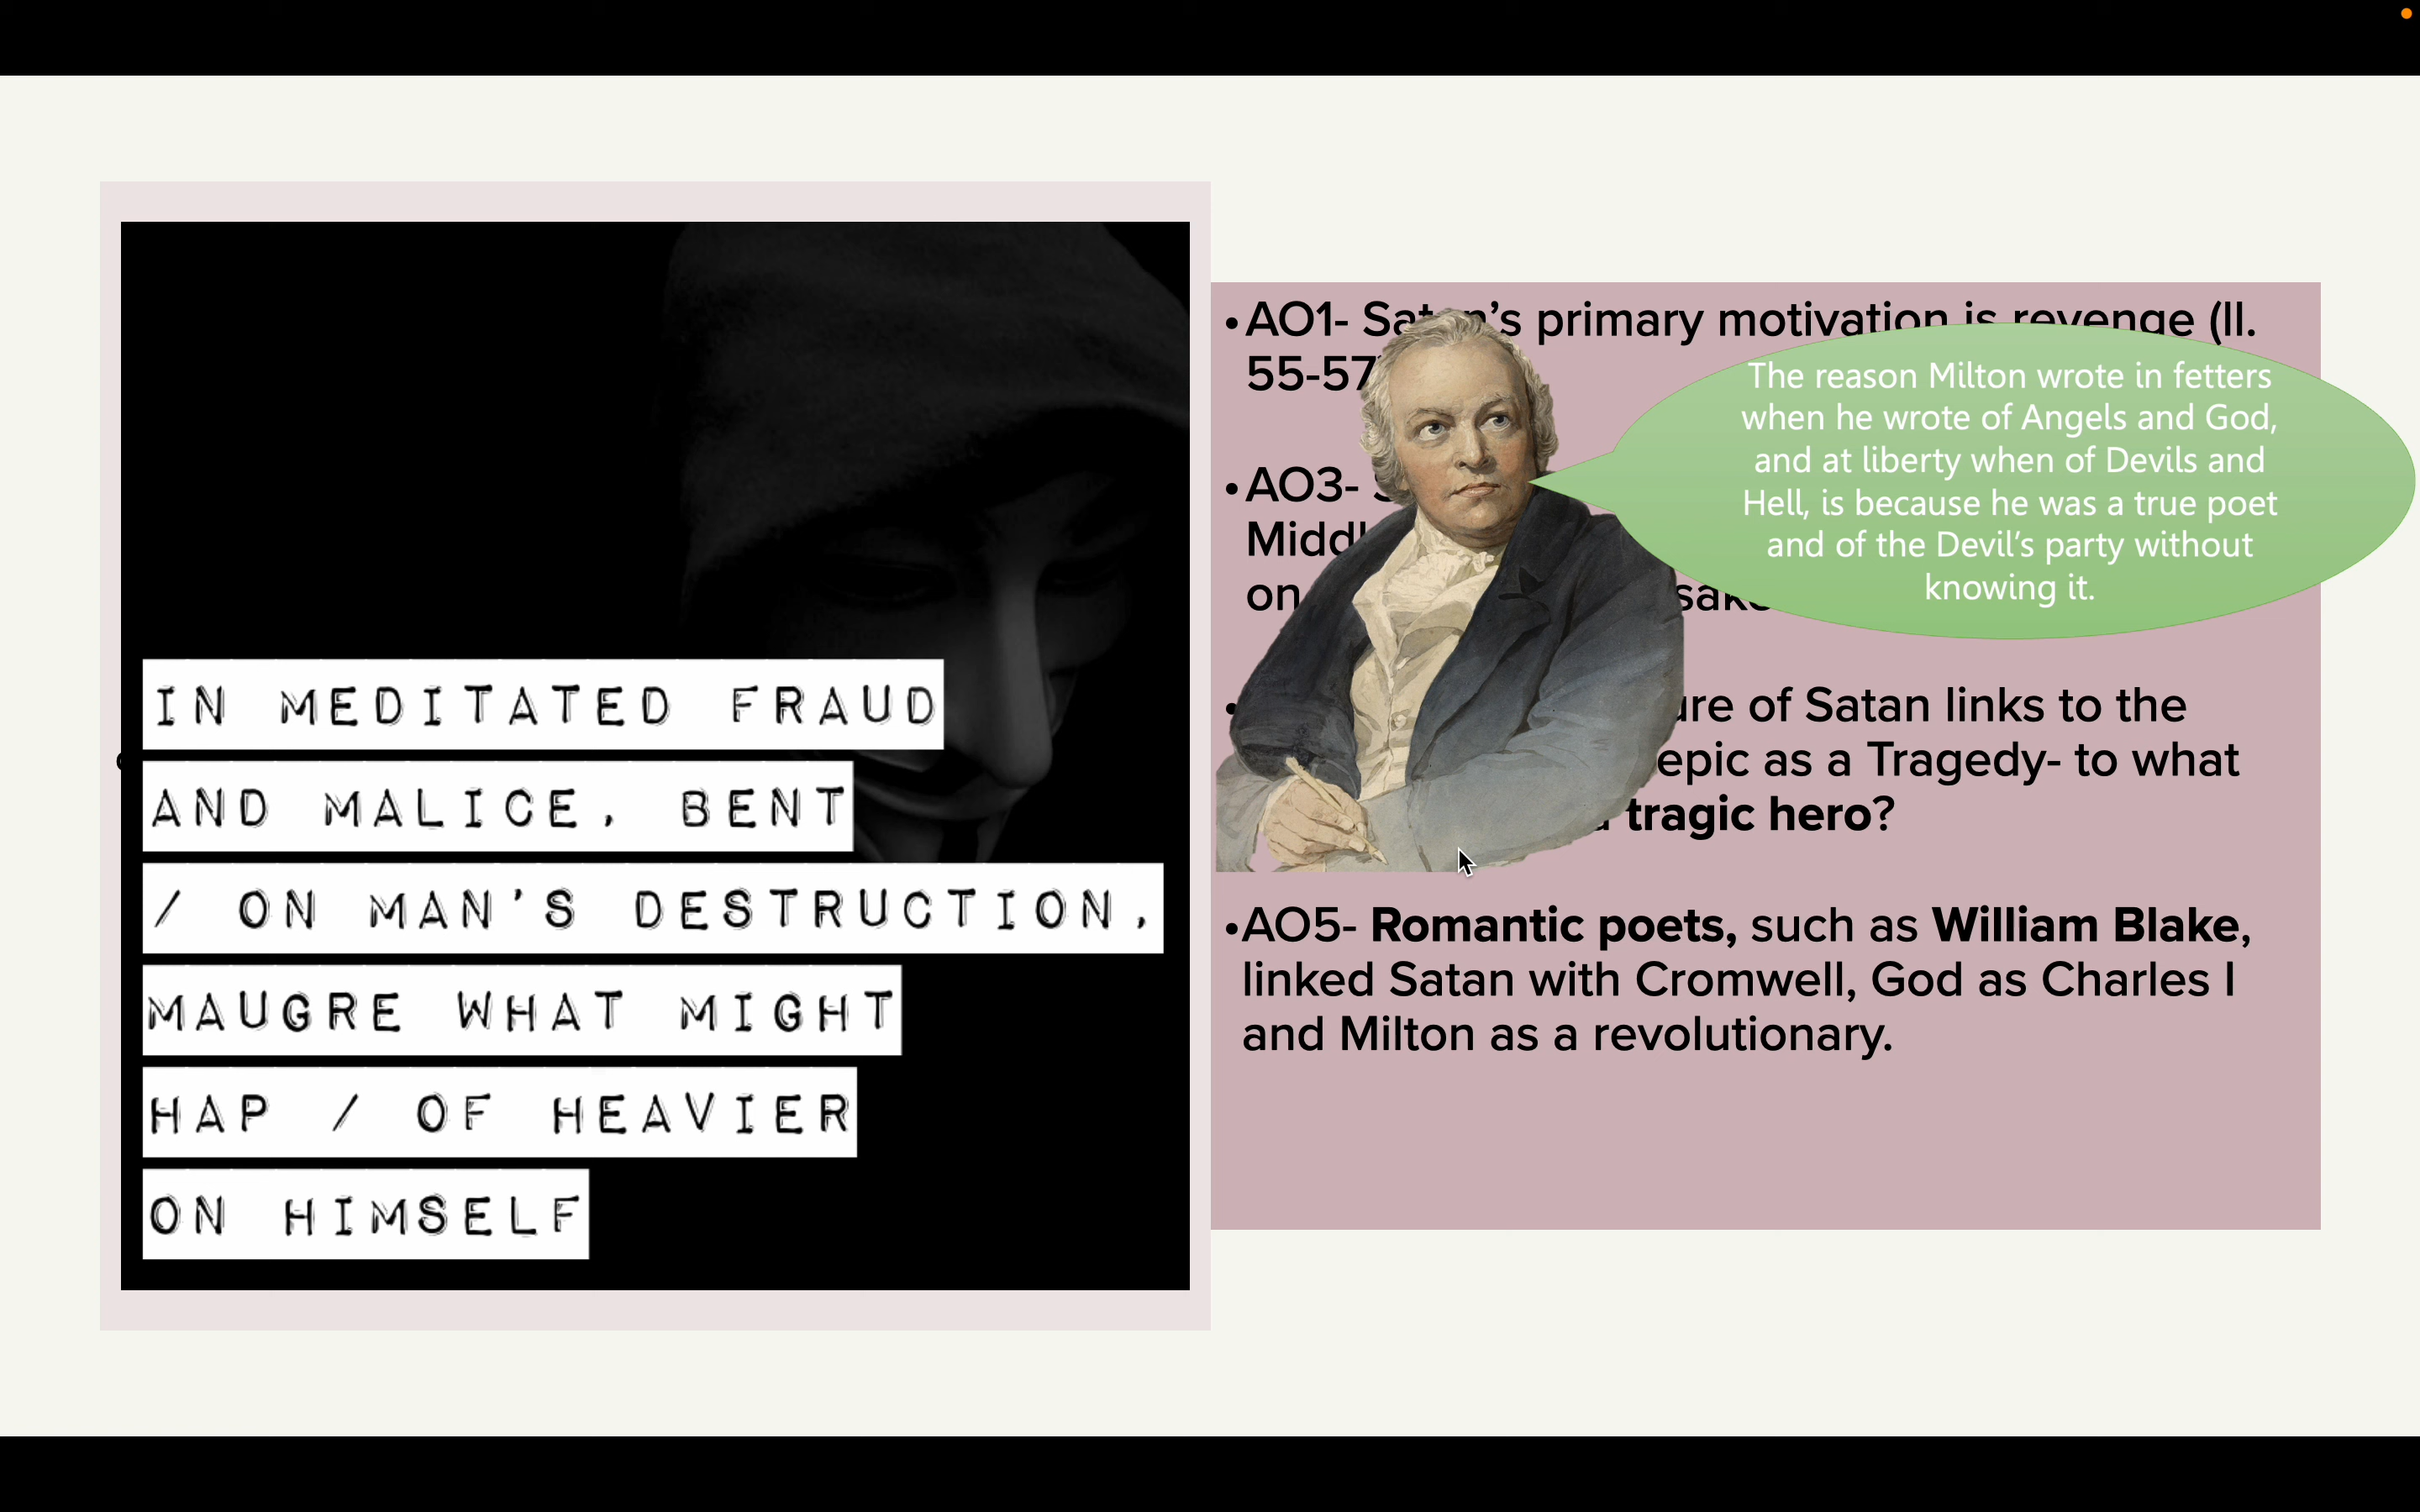 IN MEDITATED FRAUD
AND MALICE, BENT
/ ON MAN'S DESTRUCTION,
MAUGRE WHAT MIGHT
HAP / OF HEAVIER
ON HIMSELF
•AO1- Satan's primary motivation is revenge (ll.
55-57
•AO3-
on
•
ure of Satan links to the
epic as a Tragedy- to what
tragic hero?
•AO5- Romantic poets, such as William Blake,
linked Satan with Cromwell, God as Charles I
and Milton as a revolutionary.
The reason Milton wrote in fetters
when he wrote of Angels and God,
and at liberty when of Devils and
Hell, is because he was a true poet
and of the Devil's party without
knowing it.